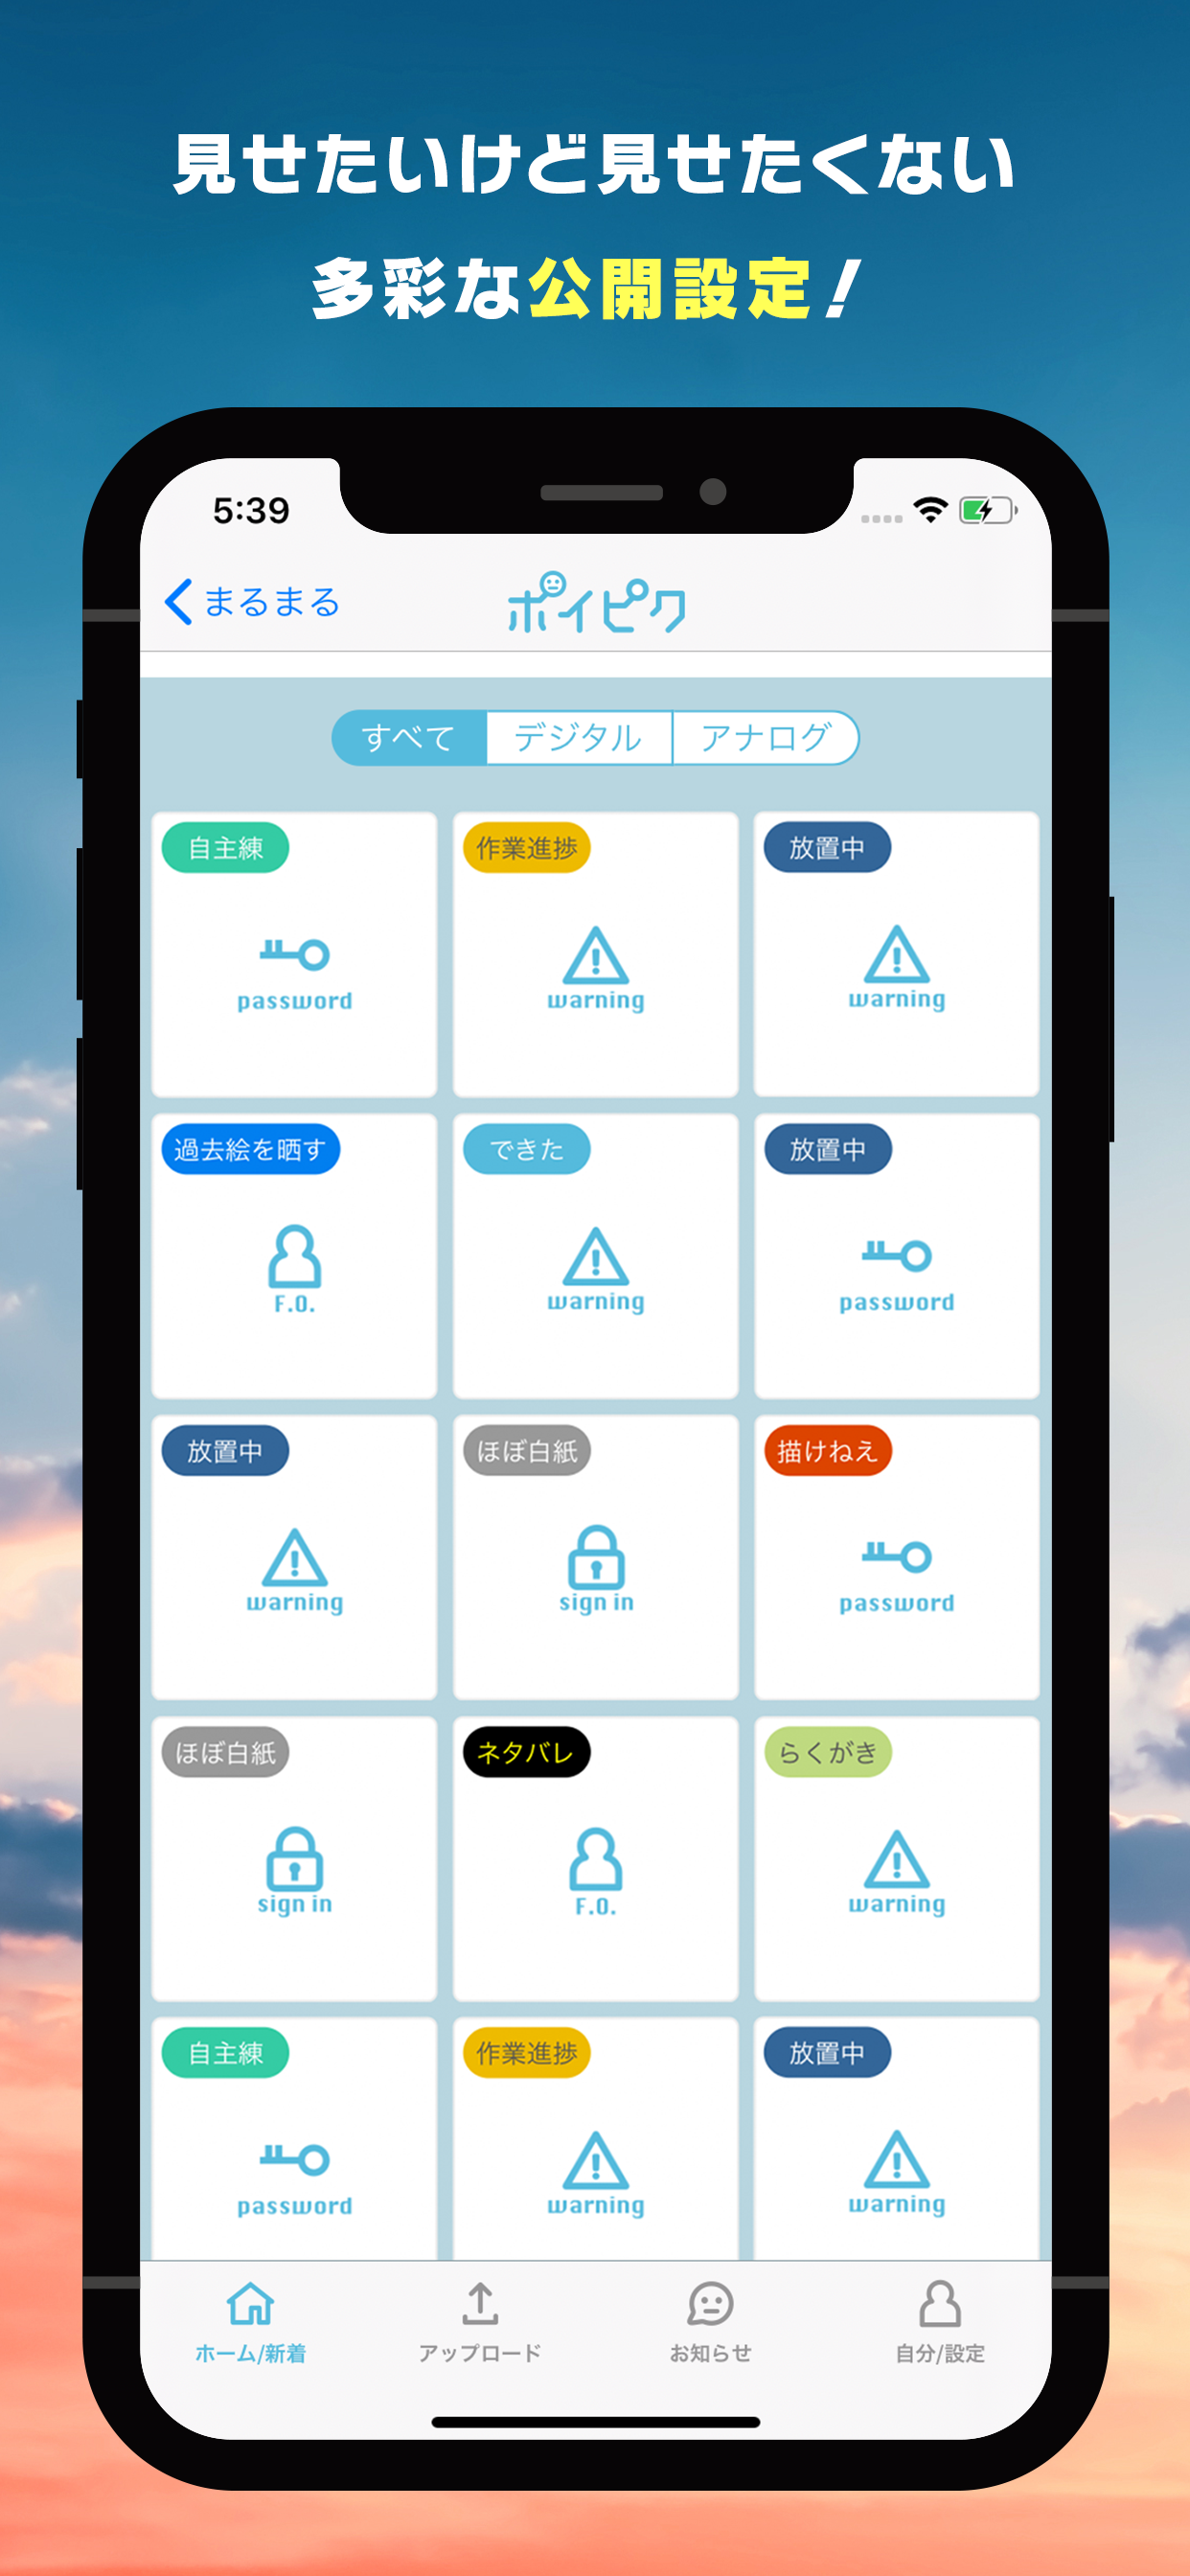 見せたいけど見せたくない
多彩な公開設定!
5:39
まるまる
ポイピク
すべて デジタル アナログ
自主練 作業進捗 放置中
password warning warning
過去絵を晒す できた 放置中
F.O. warning password
放置中 ほぼ白紙 描けねえ
warning sign in password
ほぼ白紙 ネタバレ らくがき
sign in F.O. warning
自主練 作業進捗 放置中
password warning warning
ホーム/新着 アップロード お知らせ 自分/設定